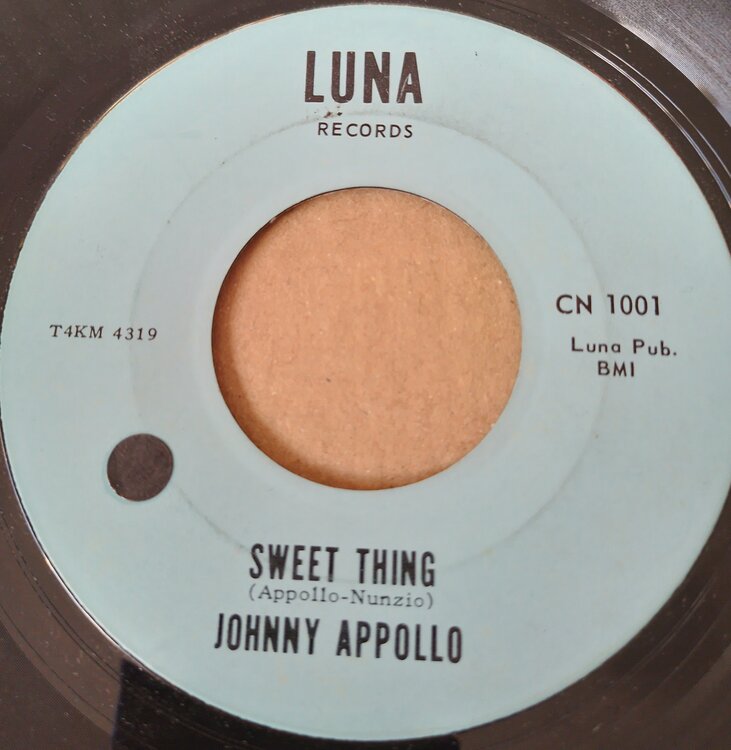 LUNA
RECORDS
T4KM 4319
CN 1001
Luna Pub.
BMI
SWEET THING
(Appollo-Nunzio)
JOHNNY APPOLLO